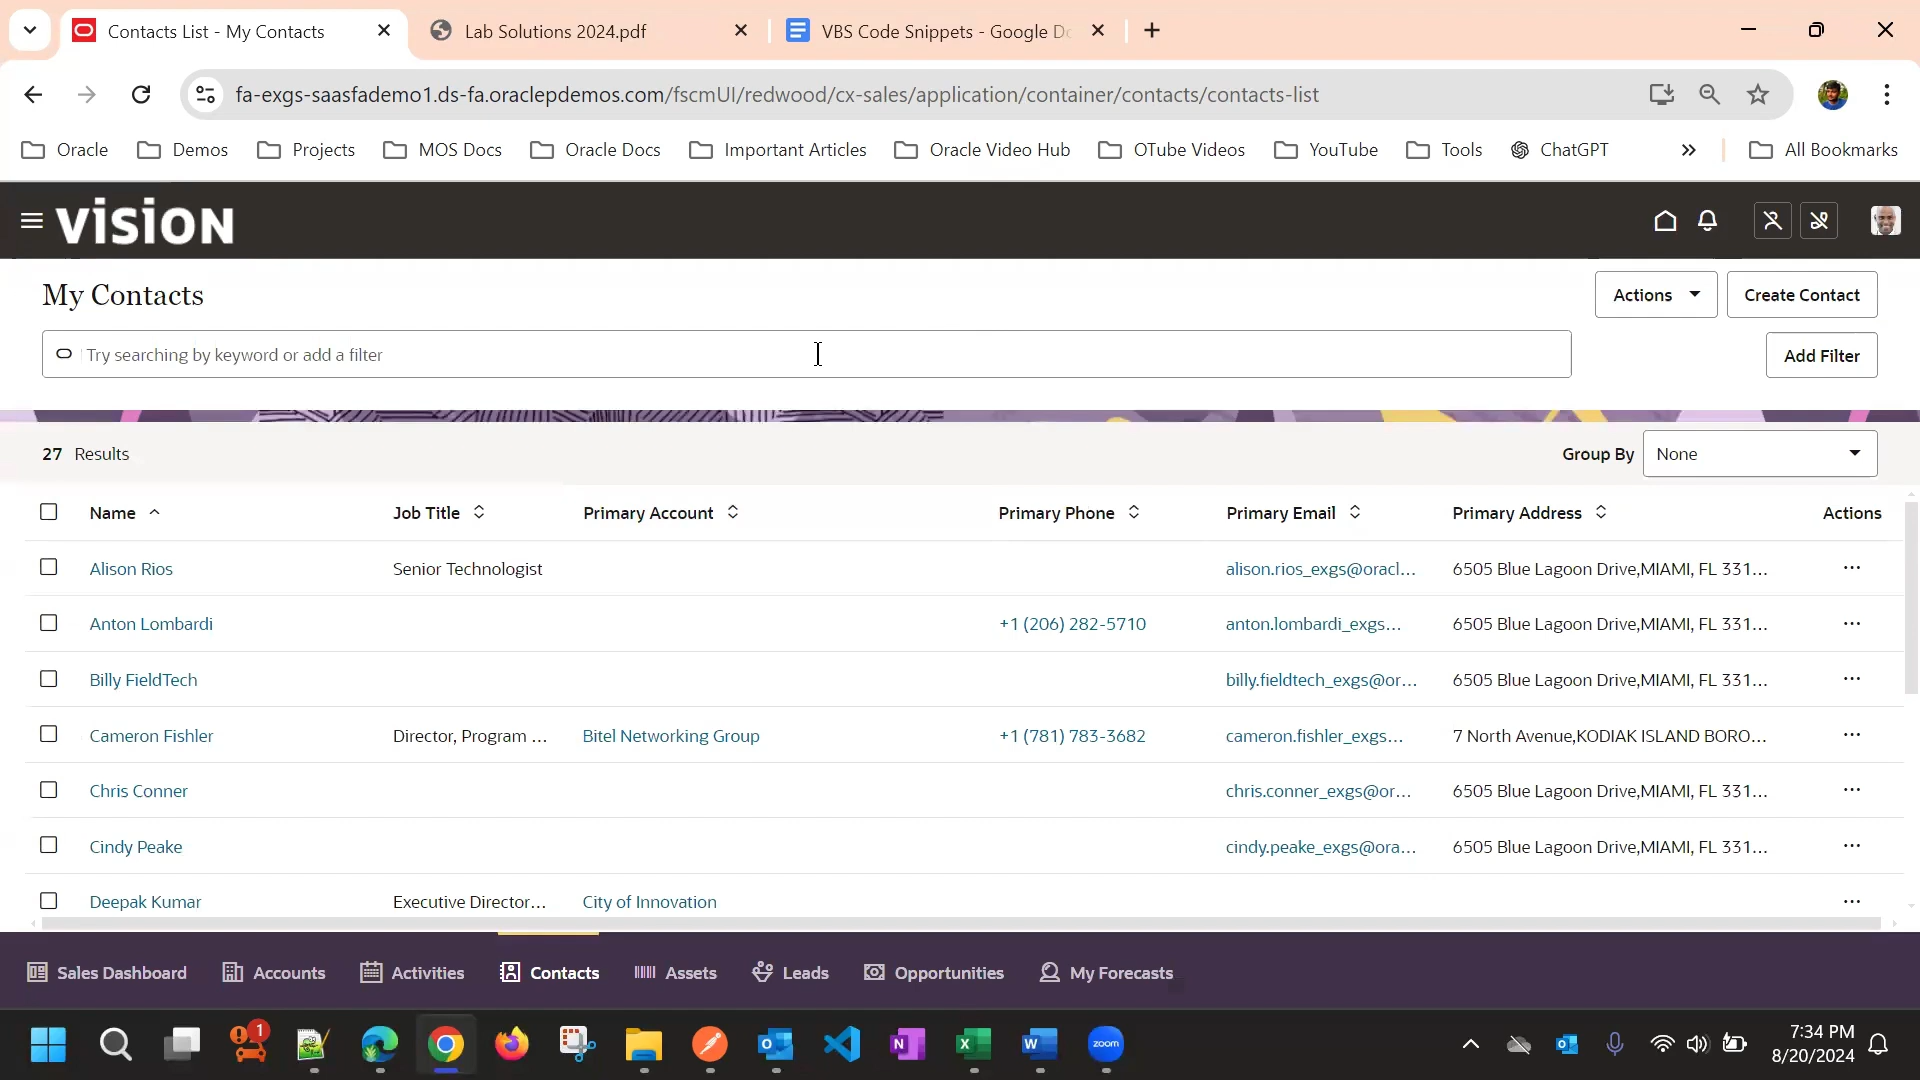 Contacts List - My Contacts
Lab Solutions 2024.pdf
VBS Code Snippets - Google Do
fa-exgs-saasfademo1.ds-fa.oraclepdemos.com/fscmUI/redwood/cx-sales/application/container/contacts/contacts-list
Oracle Demos Projects MOS Docs Oracle Docs Important Articles Oracle Video Hub OTube Videos YouTube Tools ChatGPT » All Bookmarks
vision
My Contacts
Actions
Create Contact
Try searching by keyword or add a filter
Add Filter
27 Results
Group By None
Name Job Title Primary Account Primary Phone Primary Email Primary Address Actions
Alison Rios Senior Technologist alison.rios_exgs@oracl... 6505 Blue Lagoon Drive,MIAMI, FL 331... ...
Anton Lombardi +1 (206) 282-5710 anton.lombardi_exgs... 6505 Blue Lagoon Drive,MIAMI, FL 331... ...
Billy FieldTech billy.fieldtech_exgs@or... 6505 Blue Lagoon Drive,MIAMI, FL 331... ...
Cameron Fishler Director, Program ... Bitel Networking Group +1 (781) 783-3682 cameron.fishler_exgs... 7 North Avenue,KODIAK ISLAND BORO... ...
Chris Conner chris.conner_exgs@or... 6505 Blue Lagoon Drive,MIAMI, FL 331... ...
Cindy Peake cindy.peake_exgs@ora... 6505 Blue Lagoon Drive,MIAMI, FL 331... ...
Deepak Kumar Executive Director... City of Innovation ...
Sales Dashboard Accounts Activities Contacts Assets Leads Opportunities My Forecasts
1
zoom
7:34 PM
8/20/2024